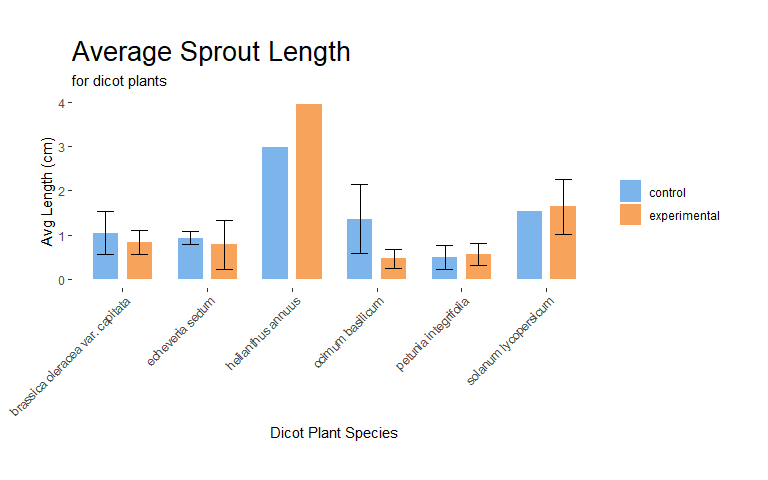 Average Sprout Length
for dicot plants
Avg Length (cm)
4
3
2
1
0
control
experimental
brassica oleracea var. capitata
echeveria sedum
helianthus annuus
ocimum basilicum
petunia integrifolia
solanum lycopersicum
Dicot Plant Species